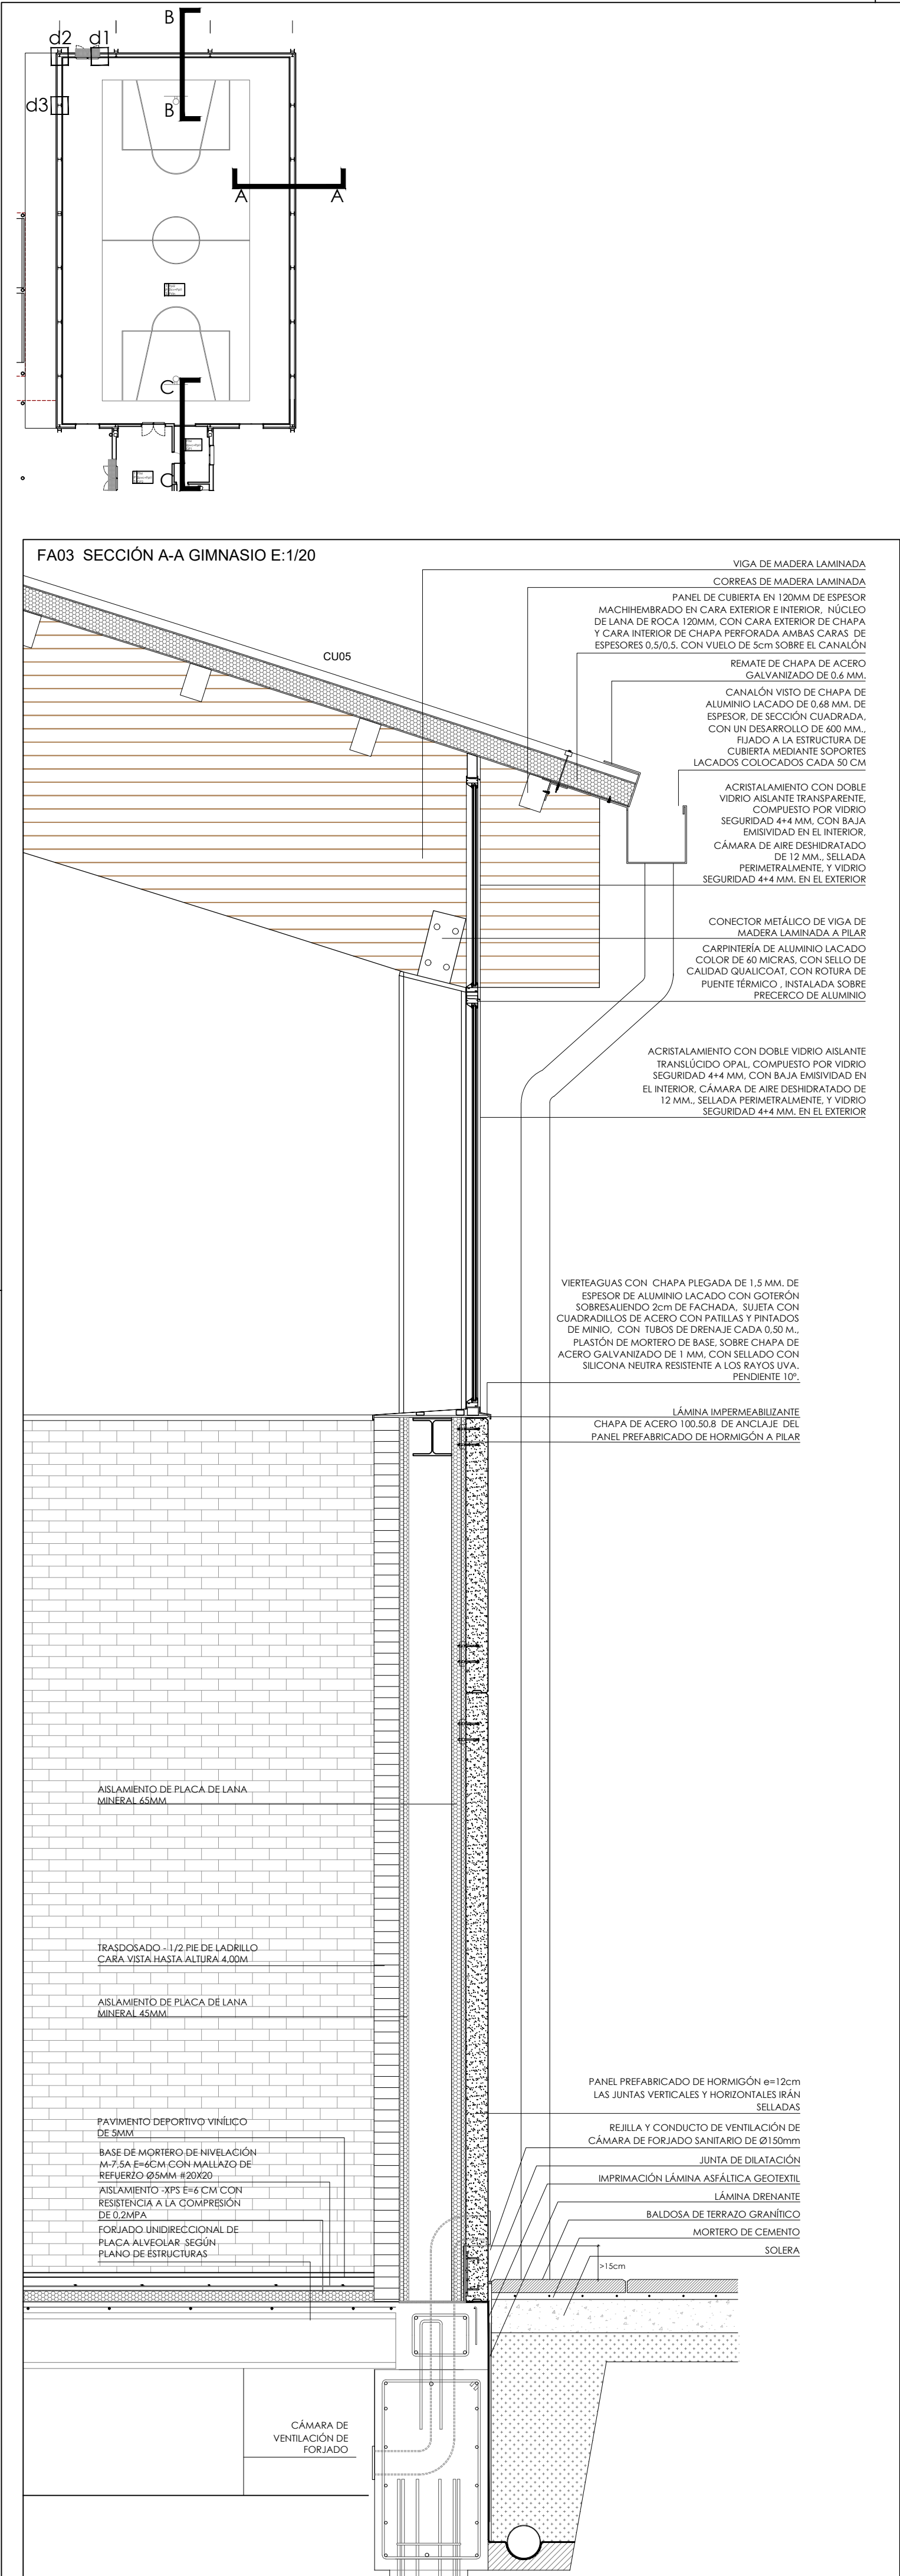 B
d2
d1
d3
B
A
A
C
C
FA03 SECCIÓN A-A GIMNASIO E:1/20
CU05
VIGA DE MADERA LAMINADA
CORREAS DE MADERA LAMINADA
PANEL DE CUBIERTA EN 120MM DE ESPESOR
MACHIHEMBRADO EN CARA EXTERIOR E INTERIOR, NÚCLEO
DE LANA DE ROCA 120MM, CON CARA EXTERIOR DE CHAPA
Y CARA INTERIOR DE CHAPA PERFORADA AMBAS CARAS DE
ESPESORES 0,5/0,5. CON VUELO DE 5cm SOBRE EL CANALÓN
REMATE DE CHAPA DE ACERO
GALVANIZADO DE 0.6 MM.
CANALÓN VISTO DE CHAPA DE
ALUMINIO LACADO DE 0,68 MM. DE
ESPESOR, DE SECCIÓN CUADRADA,
CON UN DESARROLLO DE 600 MM.,
FIJADO A LA ESTRUCTURA DE
CUBIERTA MEDIANTE SOPORTES
LACADOS COLOCADOS CADA 50 CM
ACRISTALAMIENTO CON DOBLE
VIDRIO AISLANTE TRANSPARENTE,
COMPUESTO POR VIDRIO
SEGURIDAD 4+4 MM, CON BAJA
EMISIVIDAD EN EL INTERIOR,
CÁMARA DE AIRE DESHIDRATADO
DE 12 MM., SELLADA
PERIMETRALMENTE, Y VIDRIO
SEGURIDAD 4+4 MM. EN EL EXTERIOR
CONECTOR METÁLICO DE VIGA DE
MADERA LAMINADA A PILAR
CARPINTERÍA DE ALUMINIO LACADO
COLOR DE 60 MICRAS, CON SELLO DE
CALIDAD QUALICOAT, CON ROTURA DE
PUENTE TÉRMICO , INSTALADA SOBRE
PRECERCO DE ALUMINIO
ACRISTALAMIENTO CON DOBLE VIDRIO AISLANTE
TRANSLÚCIDO OPAL, COMPUESTO POR VIDRIO
SEGURIDAD 4+4 MM, CON BAJA EMISIVIDAD EN
EL INTERIOR, CÁMARA DE AIRE DESHIDRATADO DE
12 MM., SELLADA PERIMETRALMENTE, Y VIDRIO
SEGURIDAD 4+4 MM. EN EL EXTERIOR
VIERTEAGUAS CON CHAPA PLEGADA DE 1,5 MM. DE
ESPESOR DE ALUMINIO LACADO CON GOTERÓN
SOBRESALIENDO 2cm DE FACHADA, SUJETA CON
CUADRADILLOS DE ACERO CON PATILLAS Y PINTADOS
DE MINIO, CON TUBOS DE DRENAJE CADA 0,50 M.,
PLASTÓN DE MORTERO DE BASE, SOBRE CHAPA DE
ACERO GALVANIZADO DE 1 MM, CON SELLADO CON
SILICONA NEUTRA RESISTENTE A LOS RAYOS UVA.
PENDIENTE 10º.
LÁMINA IMPERMEABILIZANTE
CHAPA DE ACERO 100.50.8 DE ANCLAJE DEL
PANEL PREFABRICADO DE HORMIGÓN A PILAR
AISLAMIENTO DE PLACA DE LANA
MINERAL 65MM
TRASDOSADO - 1/2 PIE DE LADRILLO
CARA VISTA HASTA ALTURA 4,00M
AISLAMIENTO DE PLACA DE LANA
MINERAL 45MM
PAVIMENTO DEPORTIVO VINÍLICO
DE 5MM
BASE DE MORTERO DE NIVELACIÓN
M-7,5A E=6CM CON MALLAZO DE
REFUERZO Ø5MM #20X20
AISLAMIENTO -XPS E=6 CM CON
RESISTENCIA A LA COMPRESIÓN
DE 0,2MPA
FORJADO UNIDIRECCIONAL DE
PLACA ALVEOLAR SEGÚN
PLANO DE ESTRUCTURAS
PANEL PREFABRICADO DE HORMIGÓN e=12cm
LAS JUNTAS VERTICALES Y HORIZONTALES IRÁN
SELLADAS
REJILLA Y CONDUCTO DE VENTILACIÓN DE
CÁMARA DE FORJADO SANITARIO DE Ø150mm
JUNTA DE DILATACIÓN
IMPRIMACIÓN LÁMINA ASFÁLTICA GEOTEXTIL
LÁMINA DRENANTE
BALDOSA DE TERRAZO GRANÍTICO
MORTERO DE CEMENTO
SOLERA
>15cm
CÁMARA DE
VENTILACIÓN DE
FORJADO